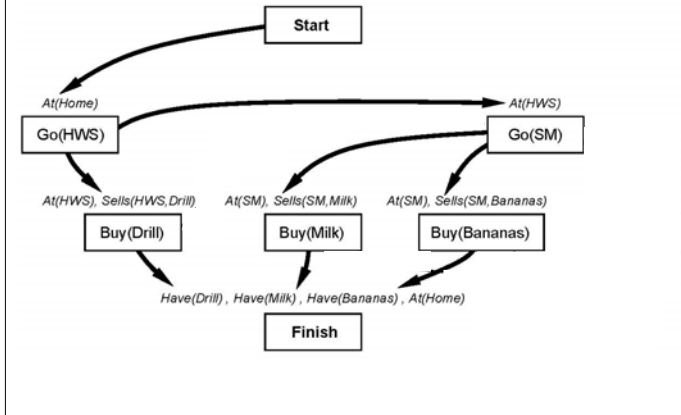 Start
At(Home)
At(HWS)
Go(HWS)
Go(SM)
At(HWS), Sells(HWS,Drill)
At(SM), Sells(SM,Milk)
At(SM), Sells(SM,Bananas)
Buy(Drill)
Buy(Milk)
Buy(Bananas)
Have(Drill) , Have(Milk) , Have(Bananas) , At(Home)
Finish